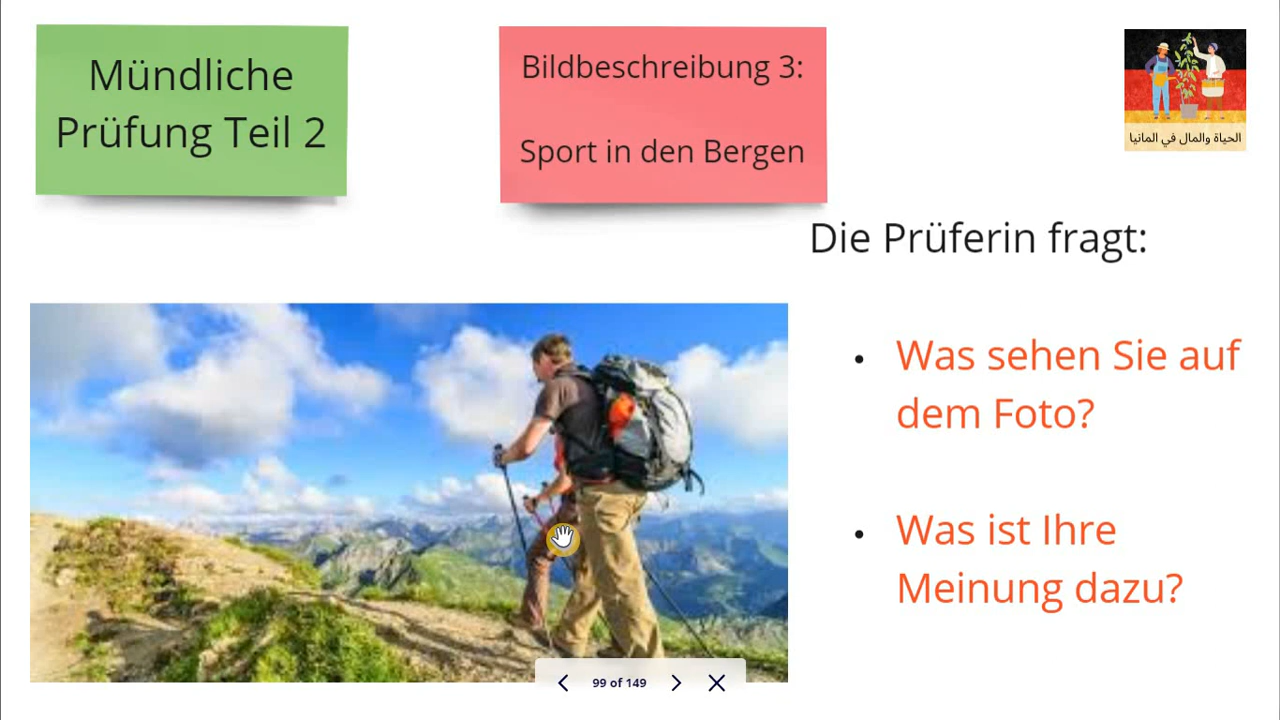 Mündliche
Prüfung Teil 2
Bildbeschreibung 3:
Sport in den Bergen
الحياة والمال في المانيا
Die Prüferin fragt:
• Was sehen Sie auf
dem Foto?
• Was ist Ihre
Meinung dazu?
99 of 149